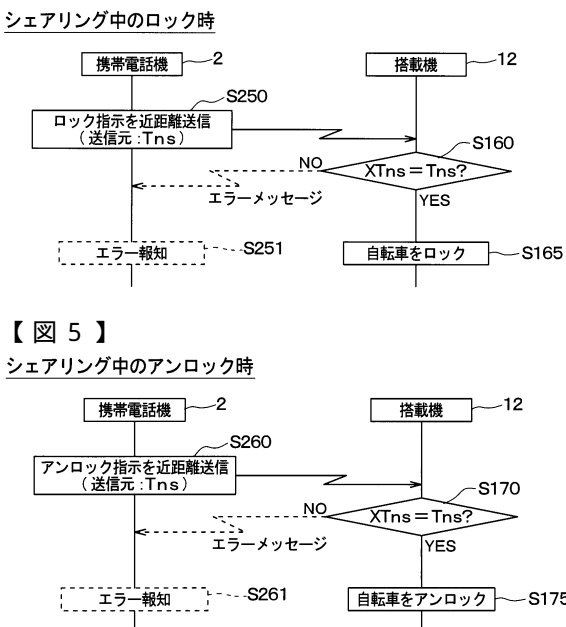 シェアリング中のロック時
携帯電話機
2
搭載機
12
S250
ロック指示を近距離送信
(送信元:Tns)
S160
XTns=Tns?
NO
YES
エラーメッセージ
エラー報知
S251
自転車をロック
S165
【図5】
シェアリング中のアンロック時
携帯電話機
2
搭載機
12
S260
アンロック指示を近距離送信
(送信元:Tns)
S170
XTns=Tns?
NO
YES
エラーメッセージ
エラー報知
S261
自転車をアンロック
S175